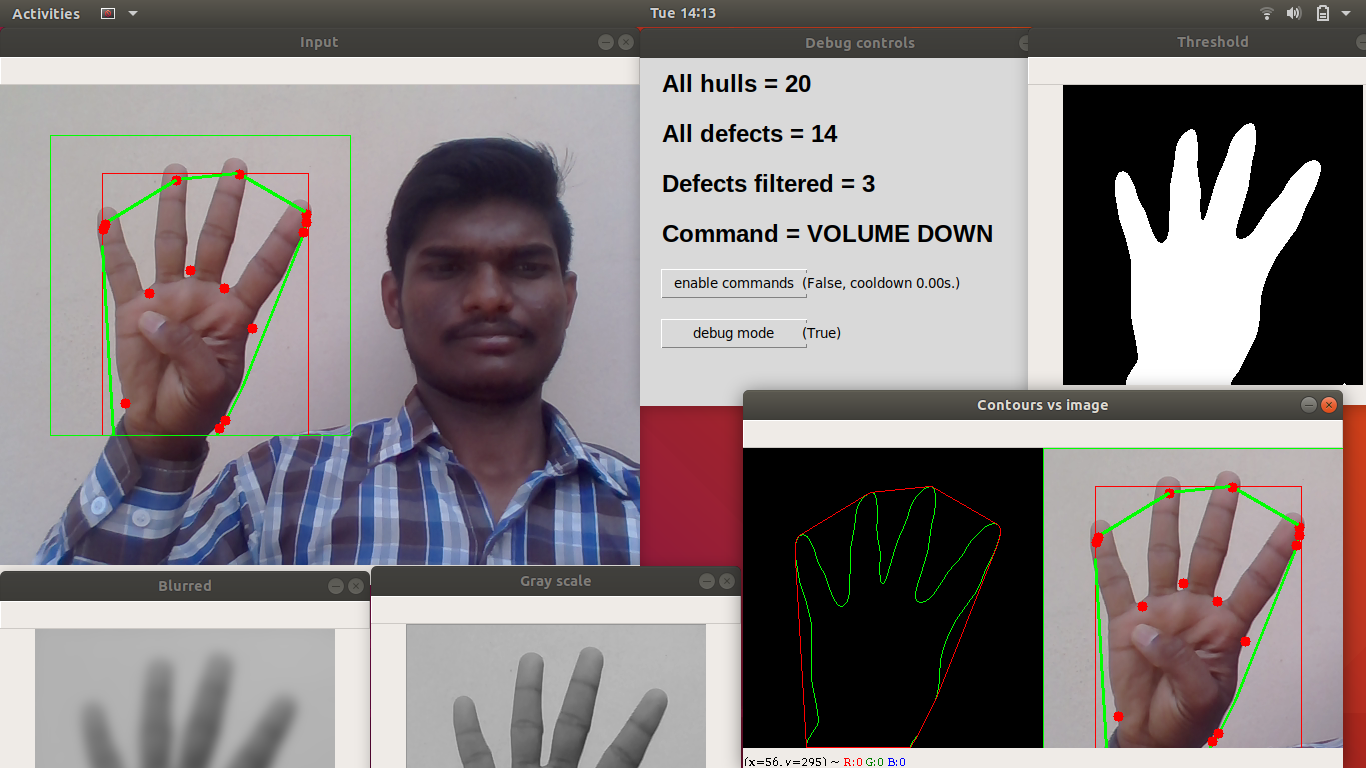 Activities
Tue 14:13
Input
Debug controls
Threshold
All hulls = 20
All defects = 14
Defects filtered = 3
Command = VOLUME DOWN
enable commands (False, cooldown 0.00s.)
debug mode (True)
Contours vs image
Blurred
Gray scale
(x=56, y=295) ~ R:0 G:0 B:0